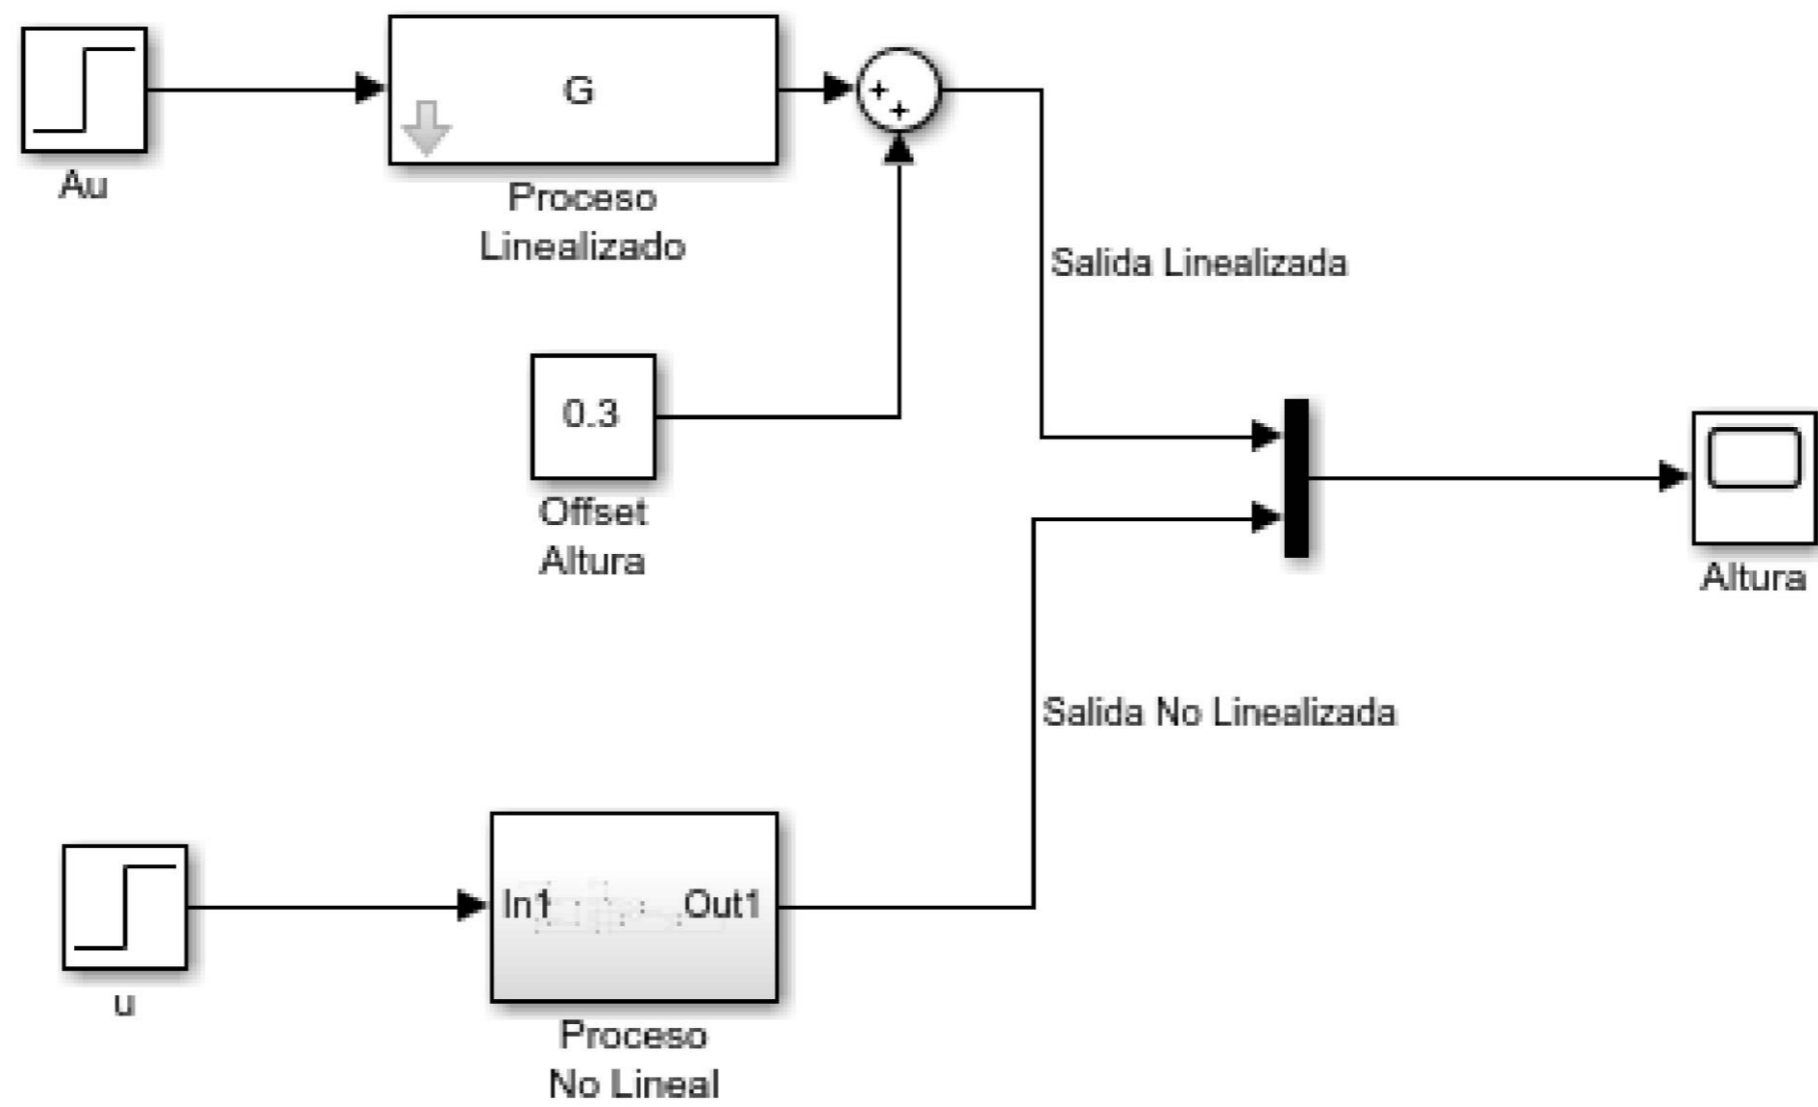 Au
G
+
+
Proceso
Linealizado
Salida Linealizada
0.3
Offset
Altura
Altura
Salida No Linealizada
u
In1
Out1
Proceso
No Lineal